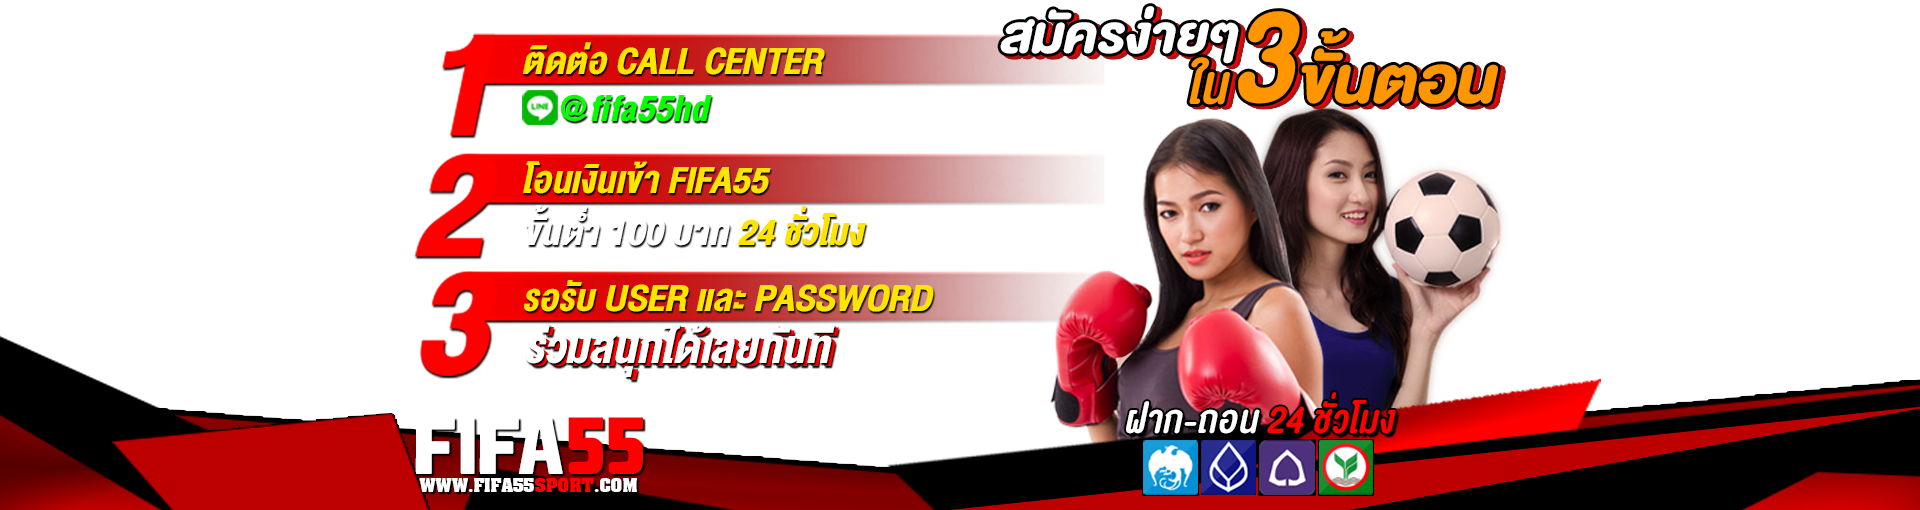 สมัครง่ายๆ
ใน 3 ขั้นตอน
1 ติดต่อ CALL CENTER
LINE @fifa55hd
2 โอนเงินเข้า FIFA55
ขั้นต่ำ 100 บาท 24 ชั่วโมง
3 รอรับ USER และ PASSWORD
ร่วมสนุกได้เลยทันที
ฝาก-ถอน 24 ชั่วโมง
FIFA55
WWW.FIFA55SPORT.COM